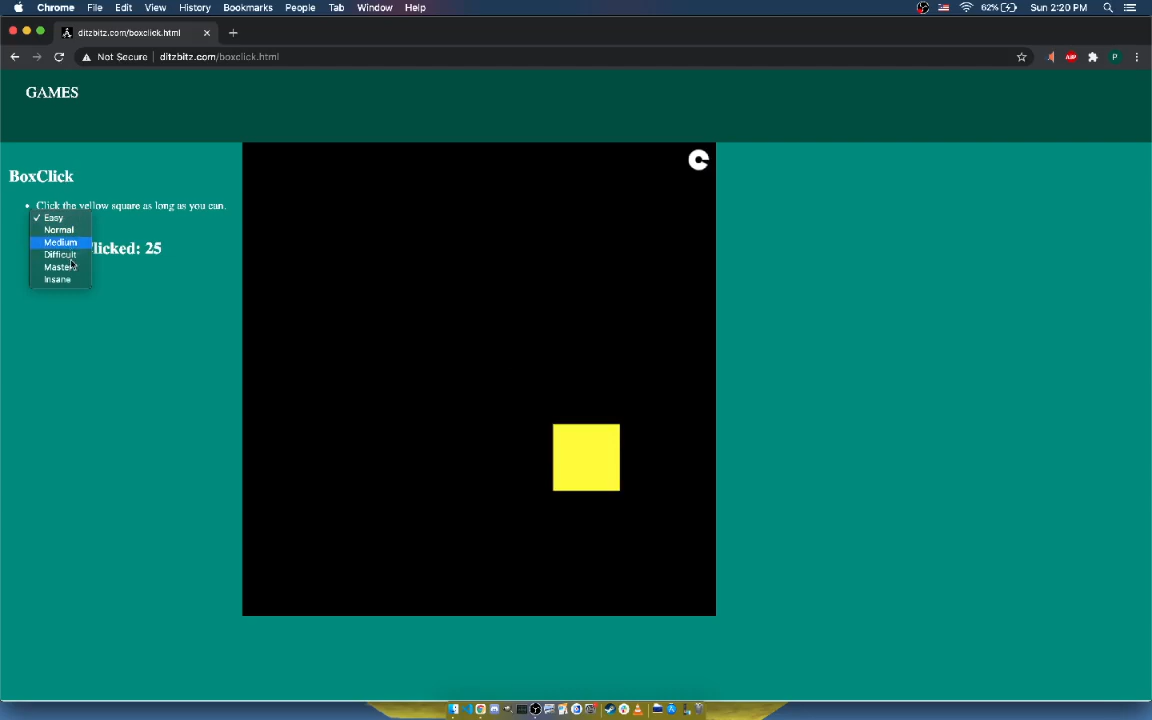 Chrome File Edit View History Bookmarks People Tab Window Help 62% Sun 2:20 PM
ditzbitz.com/boxclick.html
Not Secure ditzbitz.com/boxclick.html ABP P
GAMES
BoxClick
• Click the yellow square as long as you can.
✓ Easy
Normal
Medium
licked: 25
Difficult
Master
Insane